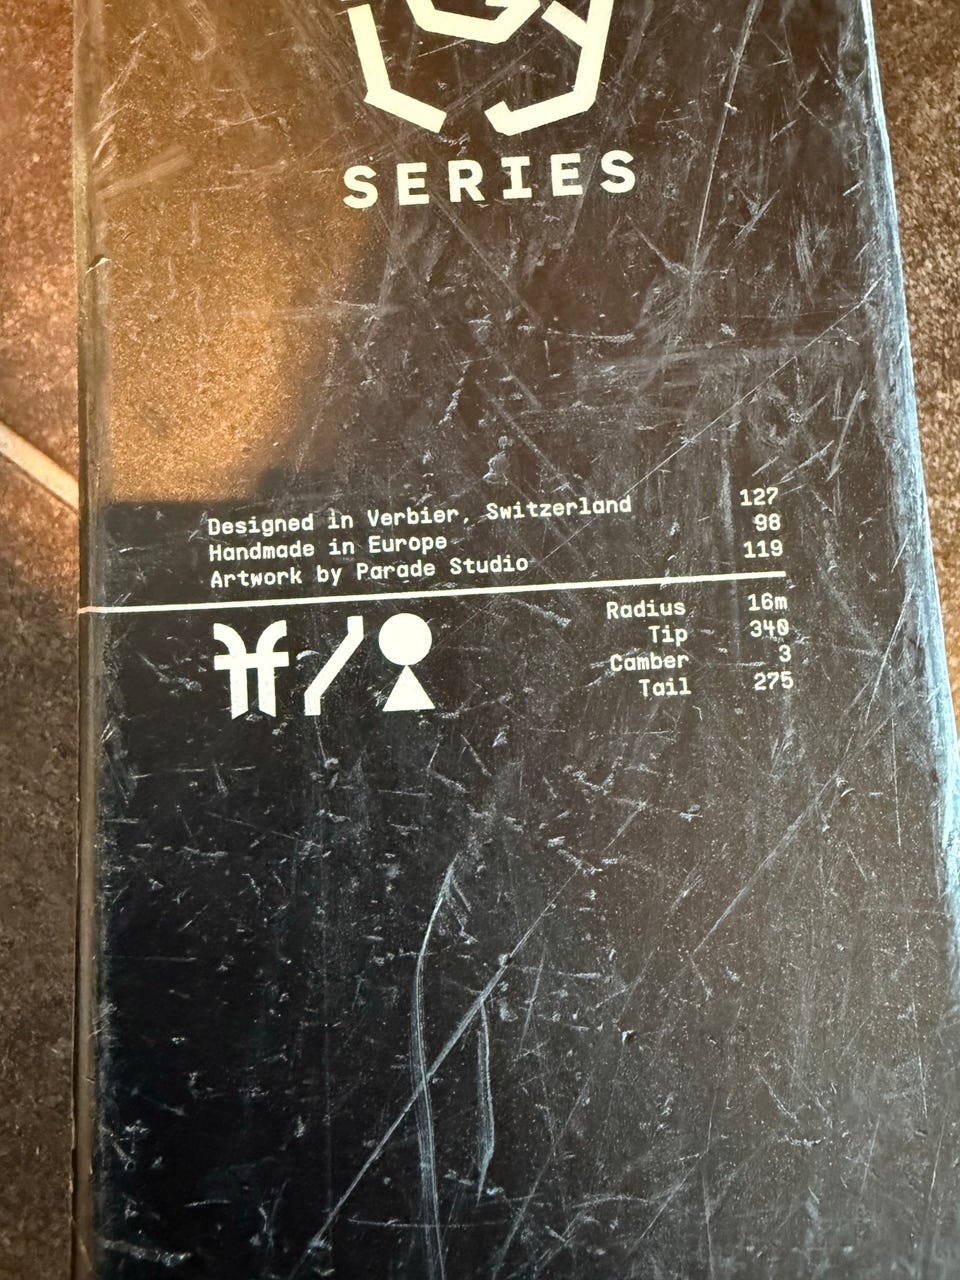 SERIES
Designed in Verbier, Switzerland 127
Handmade in Europe 98
Artwork by Parade Studio 119
Radius 16m
Tip 340
Camber 3
Tail 275